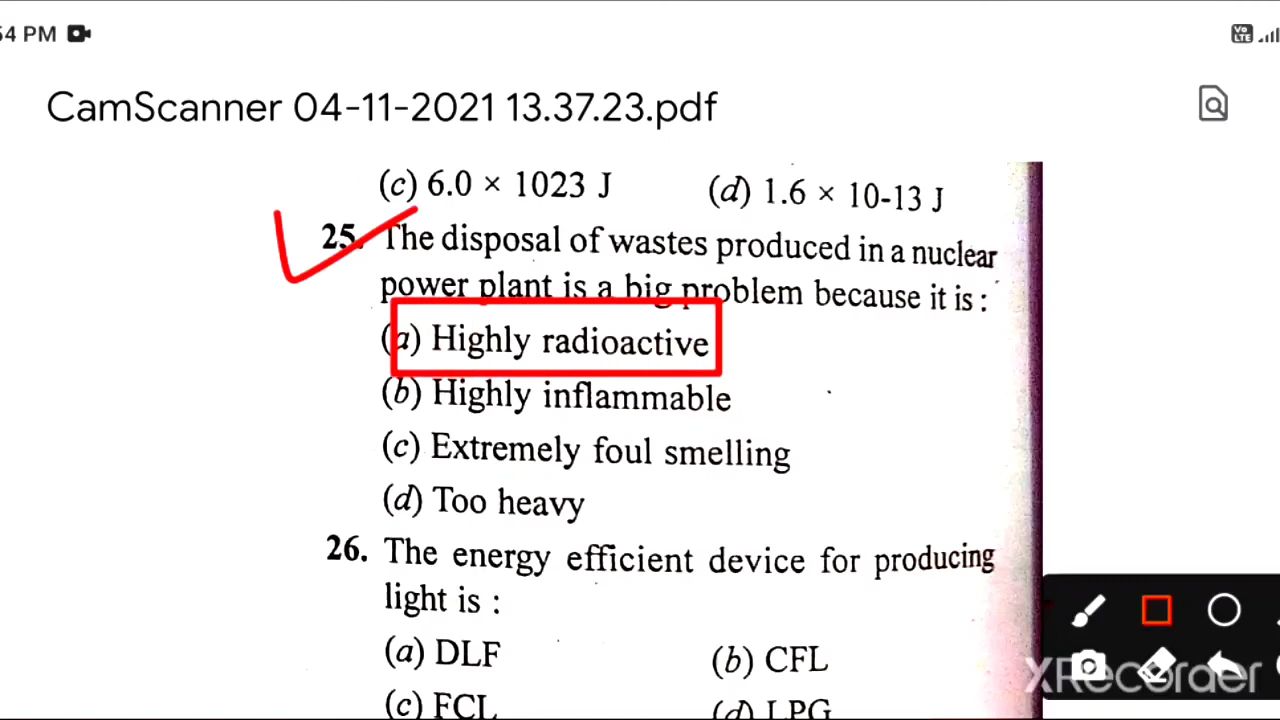 54 PM
Vo LTE
CamScanner 04-11-2021 13.37.23.pdf
(c) 6.0 × 1023 J (d) 1.6 × 10-13 J
25. The disposal of wastes produced in a nuclear
power plant is a big problem because it is :
(a) Highly radioactive
(b) Highly inflammable
(c) Extremely foul smelling
(d) Too heavy
26. The energy efficient device for producing
light is :
(a) DLF (b) CFL
(c) FCL (d) LPG
XRecorder